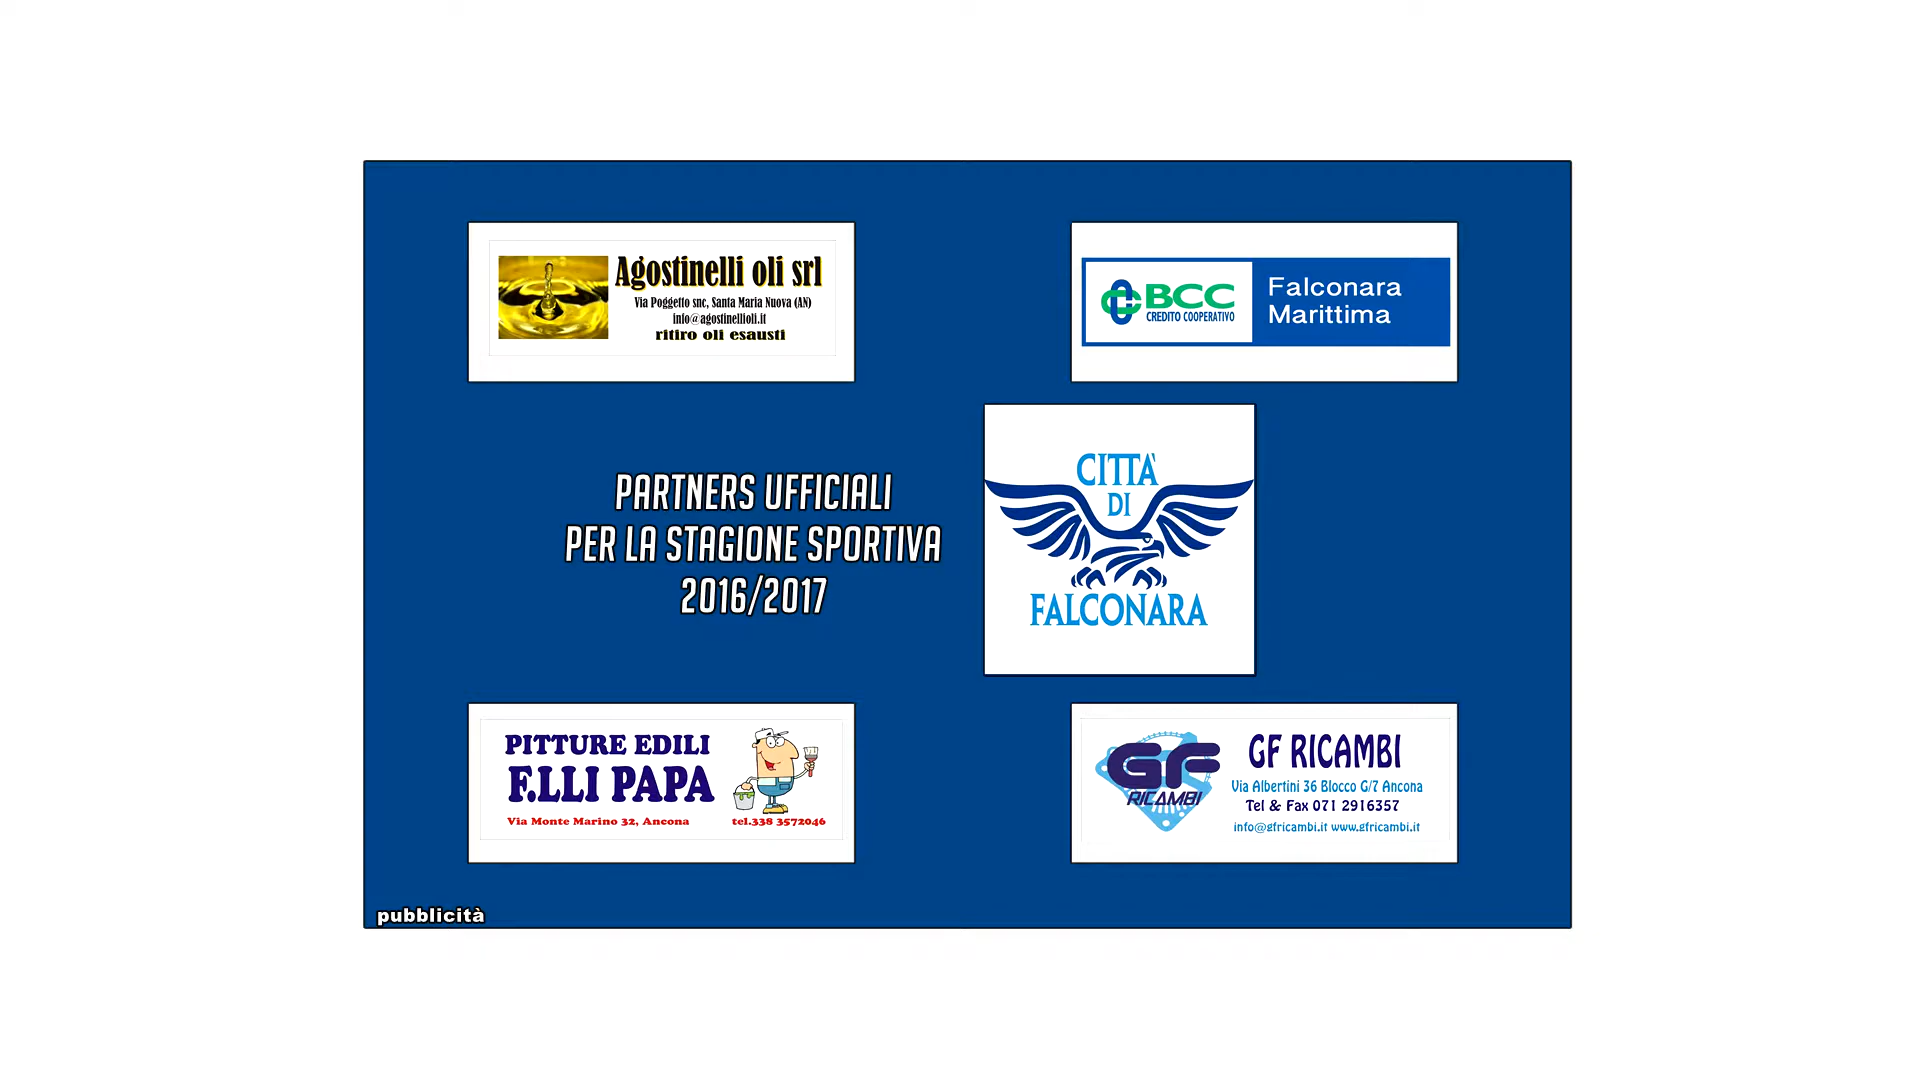 Agostinelli oli srl
Via Poggetto snc, Santa Maria Nuova (AN)
info@agostinellioli.it
ritiro oli esausti
BCC
CREDITO COOPERATIVO
Falconara
Marittima
PARTNERS UFFICIALI
PER LA STAGIONE SPORTIVA
2016/2017
CITTÀ
DI
FALCONARA
PITTURE EDILI
F.LLI PAPA
Via Monte Marino 32, Ancona
tel.338 3572046
GF
RICAMBI
GF RICAMBI
Via Albertini 36 Blocco G/7 Ancona
Tel & Fax 071 2916357
info@gfricambi.it www.gfricambi.it
pubblicità